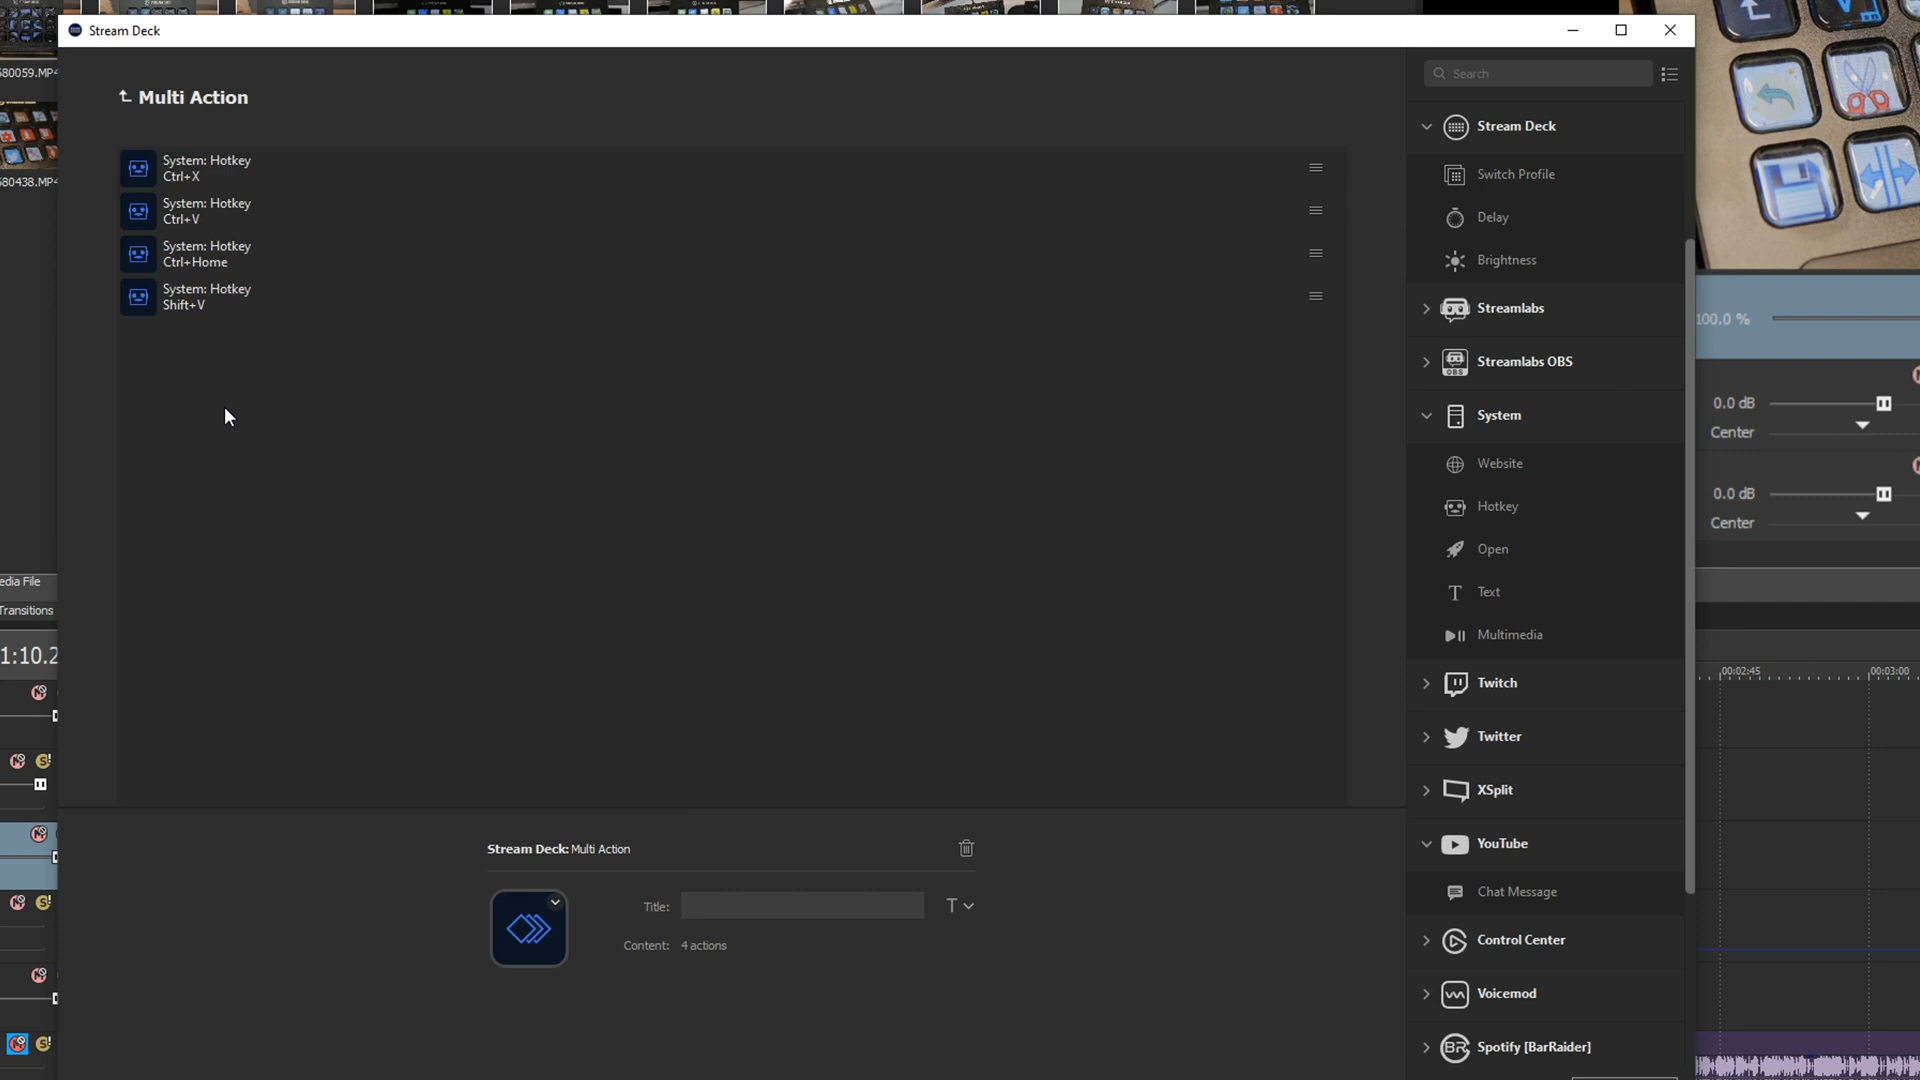 Stream Deck
Multi Action
System: Hotkey
Ctrl+X
System: Hotkey
Ctrl+V
System: Hotkey
Ctrl+Home
System: Hotkey
Shift+V
Stream Deck: Multi Action
Title:
Content: 4 actions
Search
Stream Deck
Switch Profile
Delay
Brightness
Streamlabs
Streamlabs OBS
System
Website
Hotkey
Open
Text
Multimedia
Twitch
Twitter
XSplit
YouTube
Chat Message
Control Center
Voicemod
Spotify [BarRaider]
80059.MP4
80438.MP4
edia File
Transitions
1:10.2
100.0 %
0.0 dB
Center
0.0 dB
Center
00:02:45
00:03:00